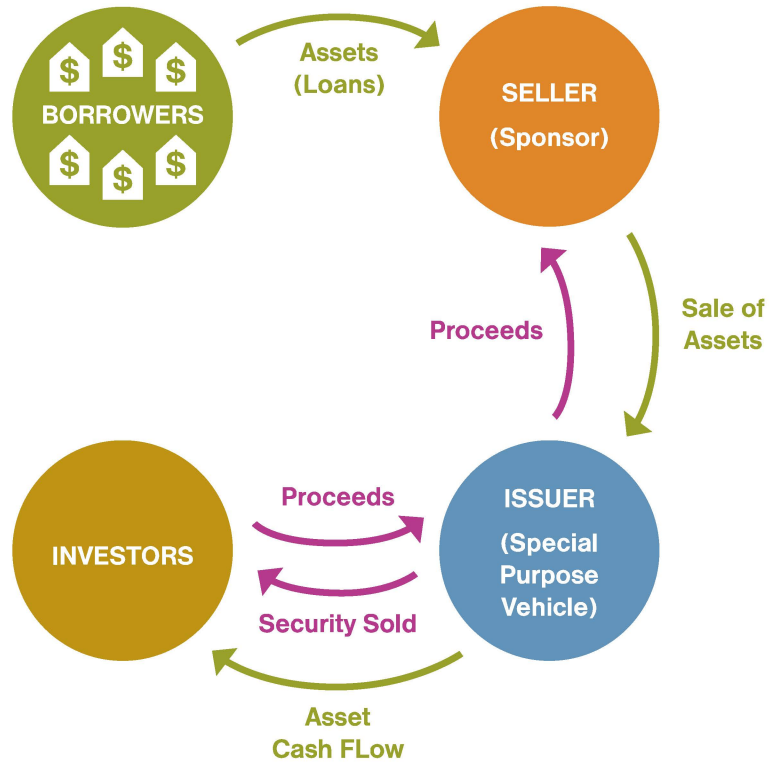 $ $ $
BORROWERS
$ $ $
Assets
(Loans)
SELLER
(Sponsor)
Proceeds
Sale of
Assets
INVESTORS
Proceeds
Security Sold
ISSUER
(Special
Purpose
Vehicle)
Asset
Cash FLow